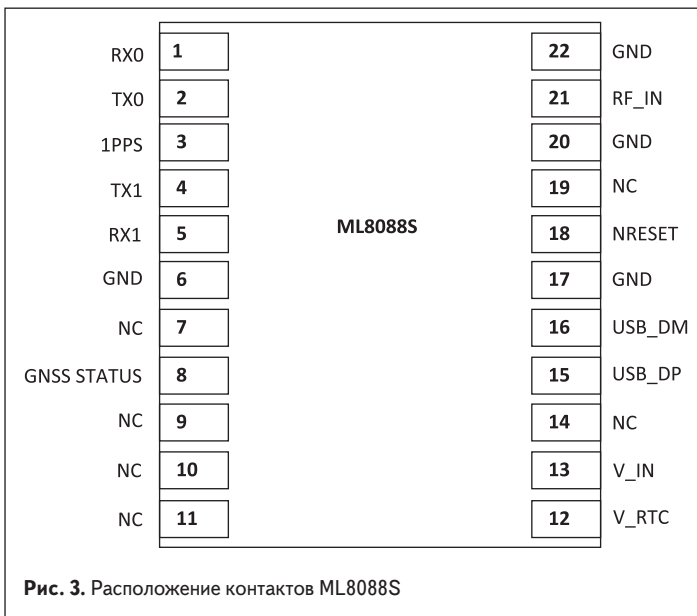 RX0 1 22 GND
TX0 2 21 RF_IN
1PPS 3 20 GND
TX1 4 19 NC
RX1 5 ML8088S 18 NRESET
GND 6 17 GND
NC 7 16 USB_DM
GNSS STATUS 8 15 USB_DP
NC 9 14 NC
NC 10 13 V_IN
NC 11 12 V_RTC
Рис. 3. Расположение контактов ML8088S